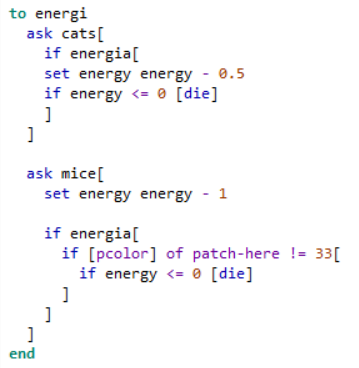 to energi
ask cats[
if energia[
set energy energy - 0.5
if energy <= 0 [die]
]
]
ask mice[
set energy energy - 1
if energia[
if [pcolor] of patch-here != 33[
if energy <= 0 [die]
]
]
]
end